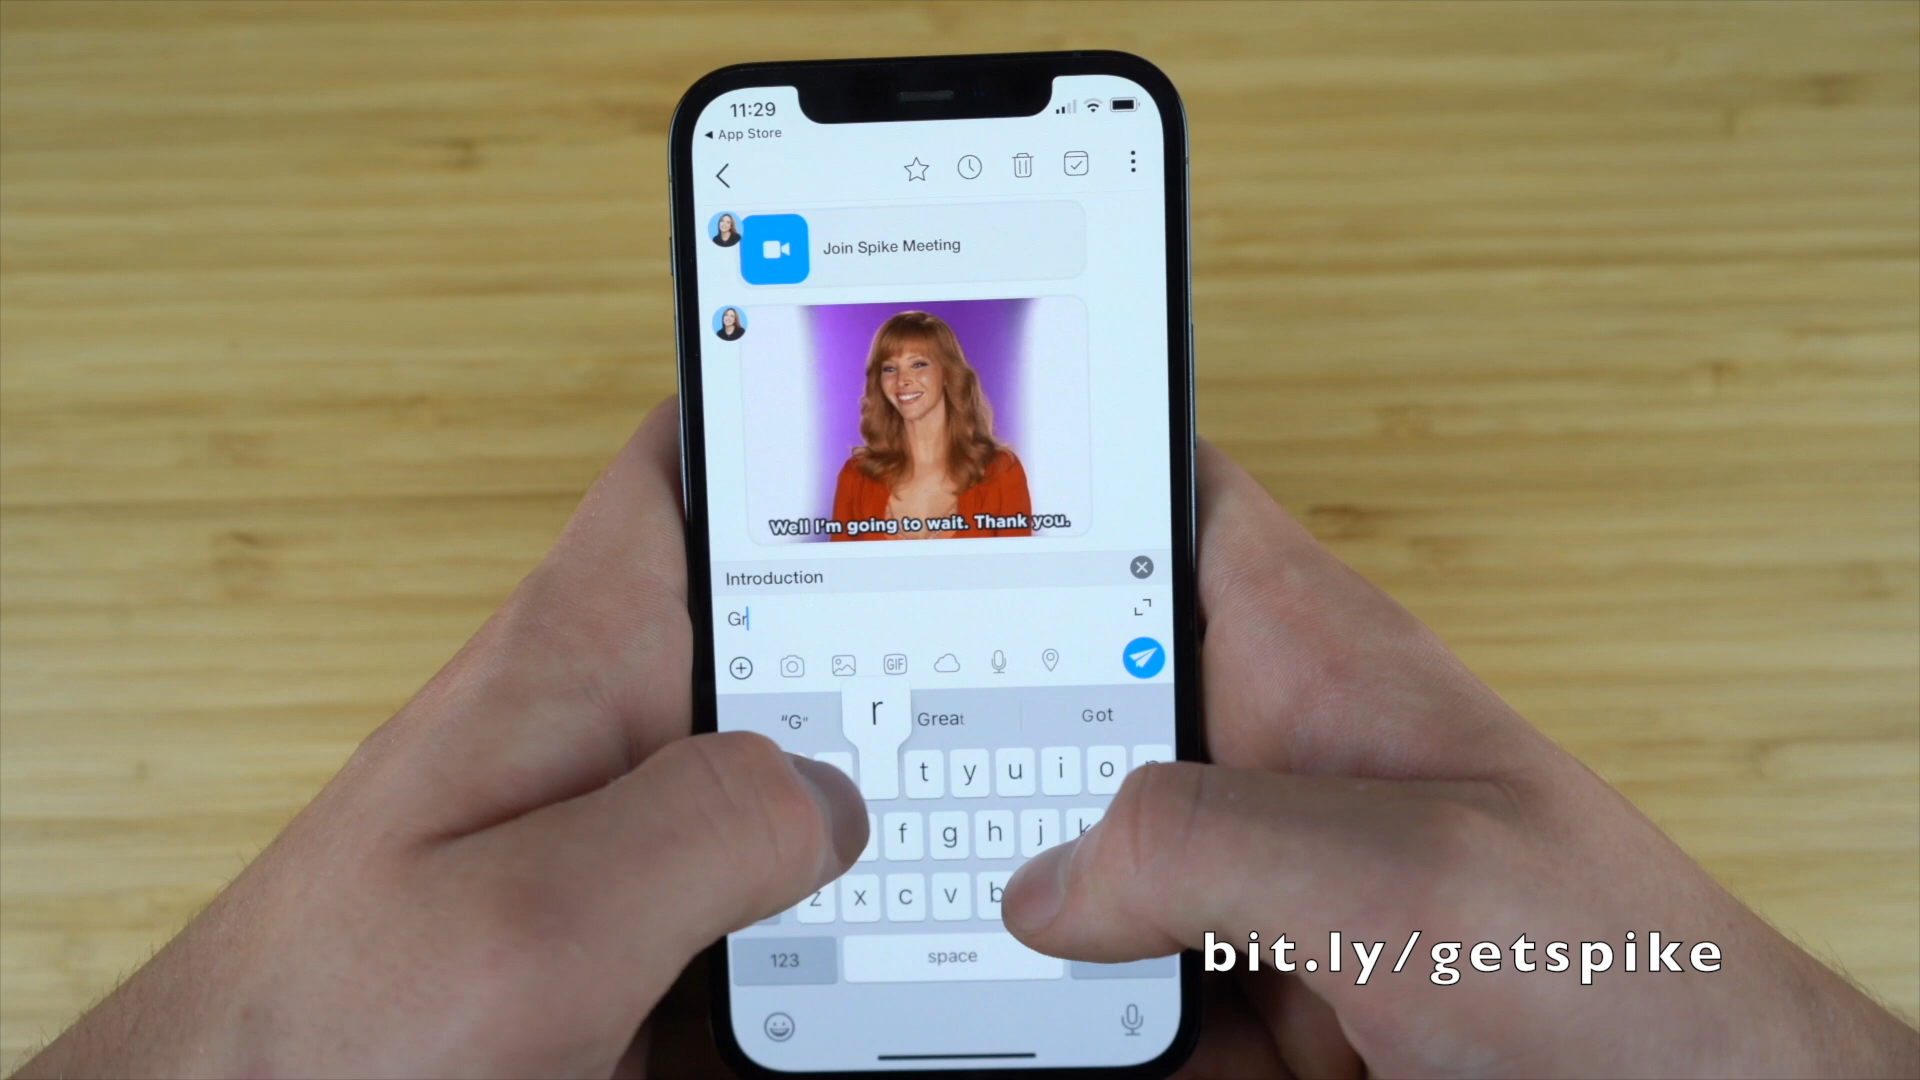 11:29
App Store
Join Spike Meeting
Well I'm going to wait. Thank you.
Introduction
Gr
GIF
"G" Great Got
r
t y u i o p
f g h j k
z x c v b
123 space
bit.ly/getspike